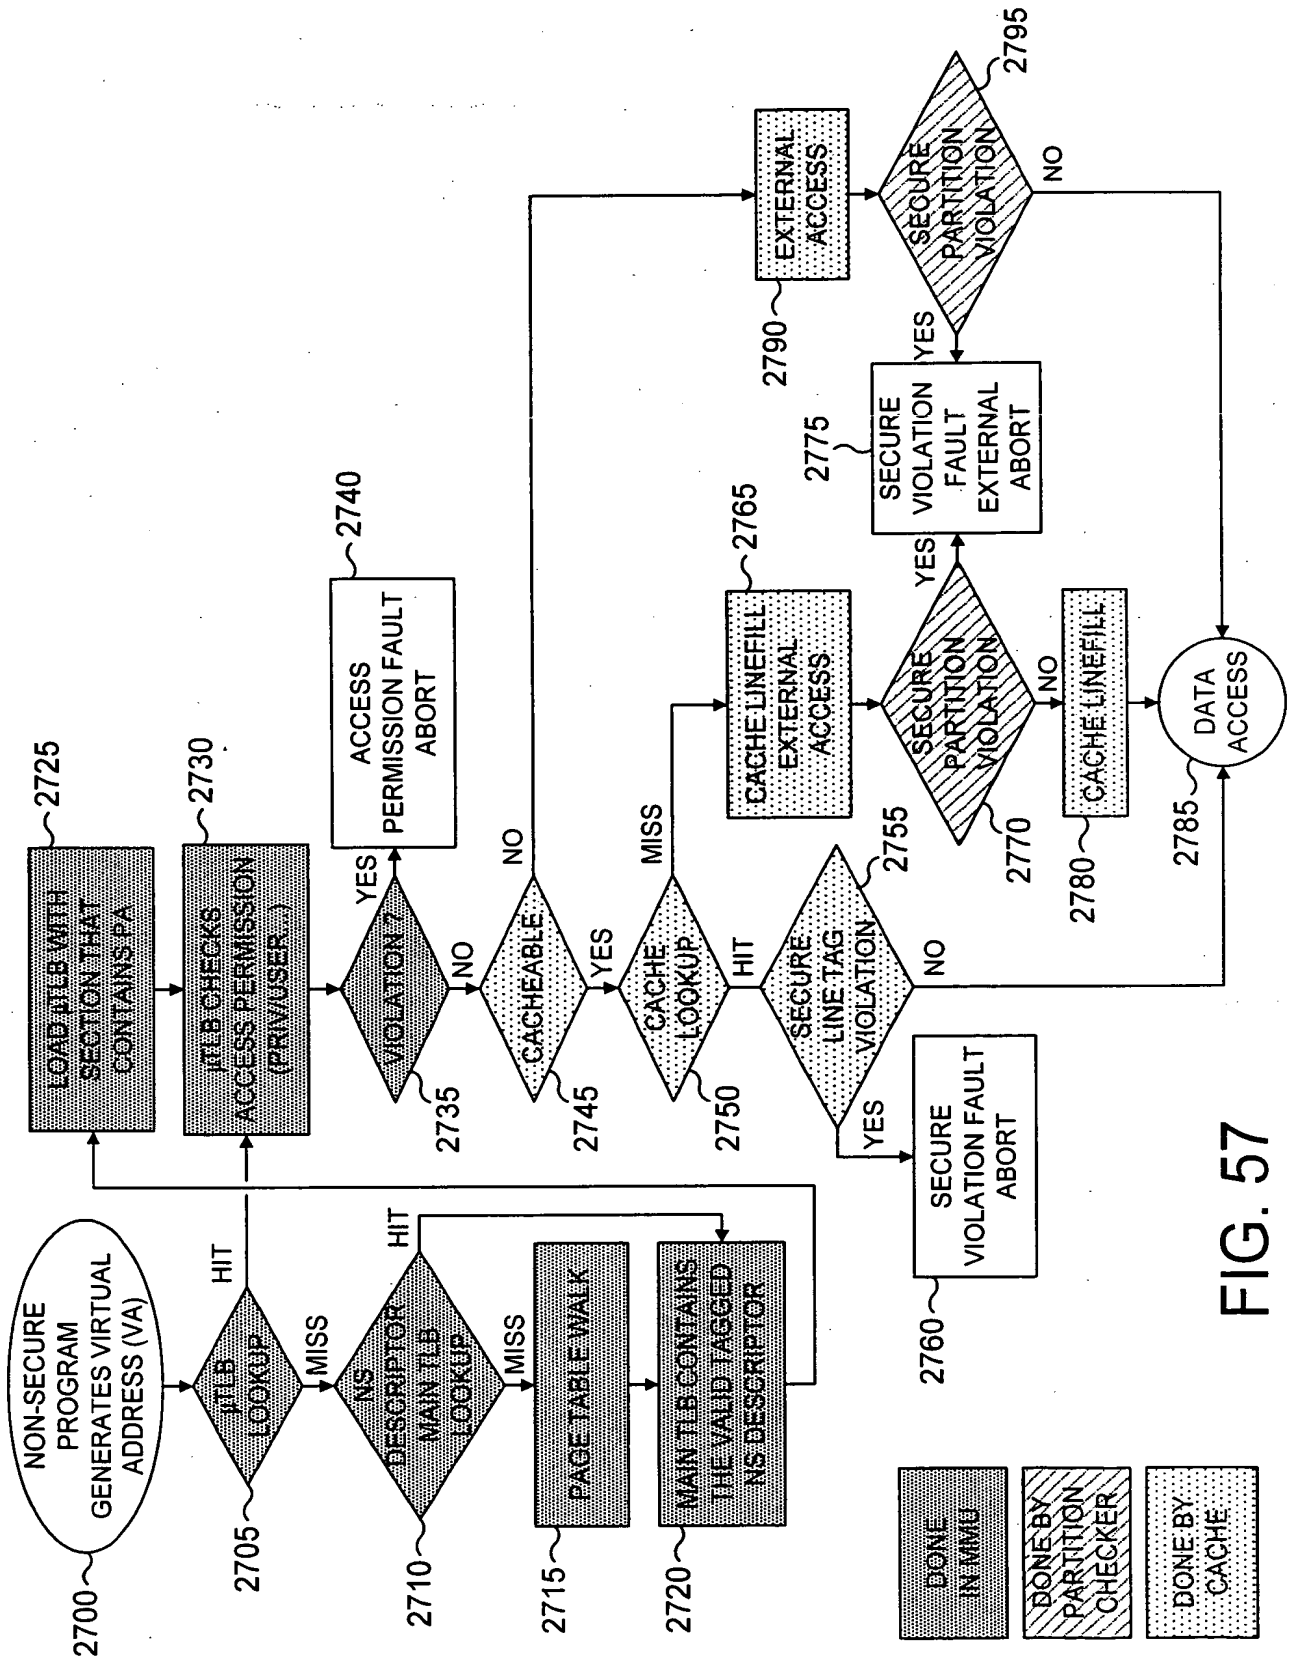 NON-SECURE
PROGRAM
GENERATES VIRTUAL
ADDRESS (VA)
2700
µTLB
LOOKUP
2705
HIT
MISS
NS
DESCRIPTOR
MAIN TLB
LOOKUP
2710
HIT
MISS
PAGE TABLE WALK
2715
MAIN TLB CONTAINS
THE VALID TAGGED
NS DESCRIPTOR
2720
LOAD µTLB WITH
SECTION THAT
CONTAINS PA
2725
µTLB CHECKS
ACCESS PERMISSION
(PRIV/USER...)
2730
VIOLATION ?
2735
YES
NO
ACCESS
PERMISSION FAULT
ABORT
2740
CACHEABLE
2745
NO
YES
CACHE
LOOKUP
2750
MISS
HIT
SECURE
LINE TAG
VIOLATION
2755
YES
NO
SECURE
VIOLATION FAULT
ABORT
2760
CACHE LINEFILL
EXTERNAL
ACCESS
2765
SECURE
PARTITION
VIOLATION
2770
YES
NO
SECURE
VIOLATION
FAULT
EXTERNAL
ABORT
2775
CACHE LINEFILL
2780
DATA
ACCESS
2785
EXTERNAL
ACCESS
2790
SECURE
PARTITION
VIOLATION
2795
YES
NO
DONE
IN MMU
DONE BY
PARTITION
CHECKER
DONE BY
CACHE
FIG. 57